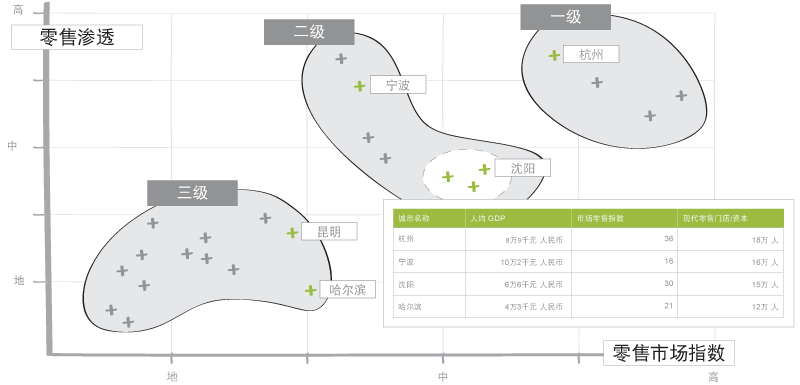 高
零售渗透
二级
一级
杭州
宁波
中
沈阳
三级
昆明
哈尔滨
地
城市名称 人均 GDP 市场零售指数 现代零售门店/资本
杭州 8万9千元 人民币 36 18万 人
宁波 10万2千元 人民币 16 16万 人
沈阳 6万6千元 人民币 30 15万 人
哈尔滨 4万3千元 人民币 21 12万 人
零售市场指数
地 中 高